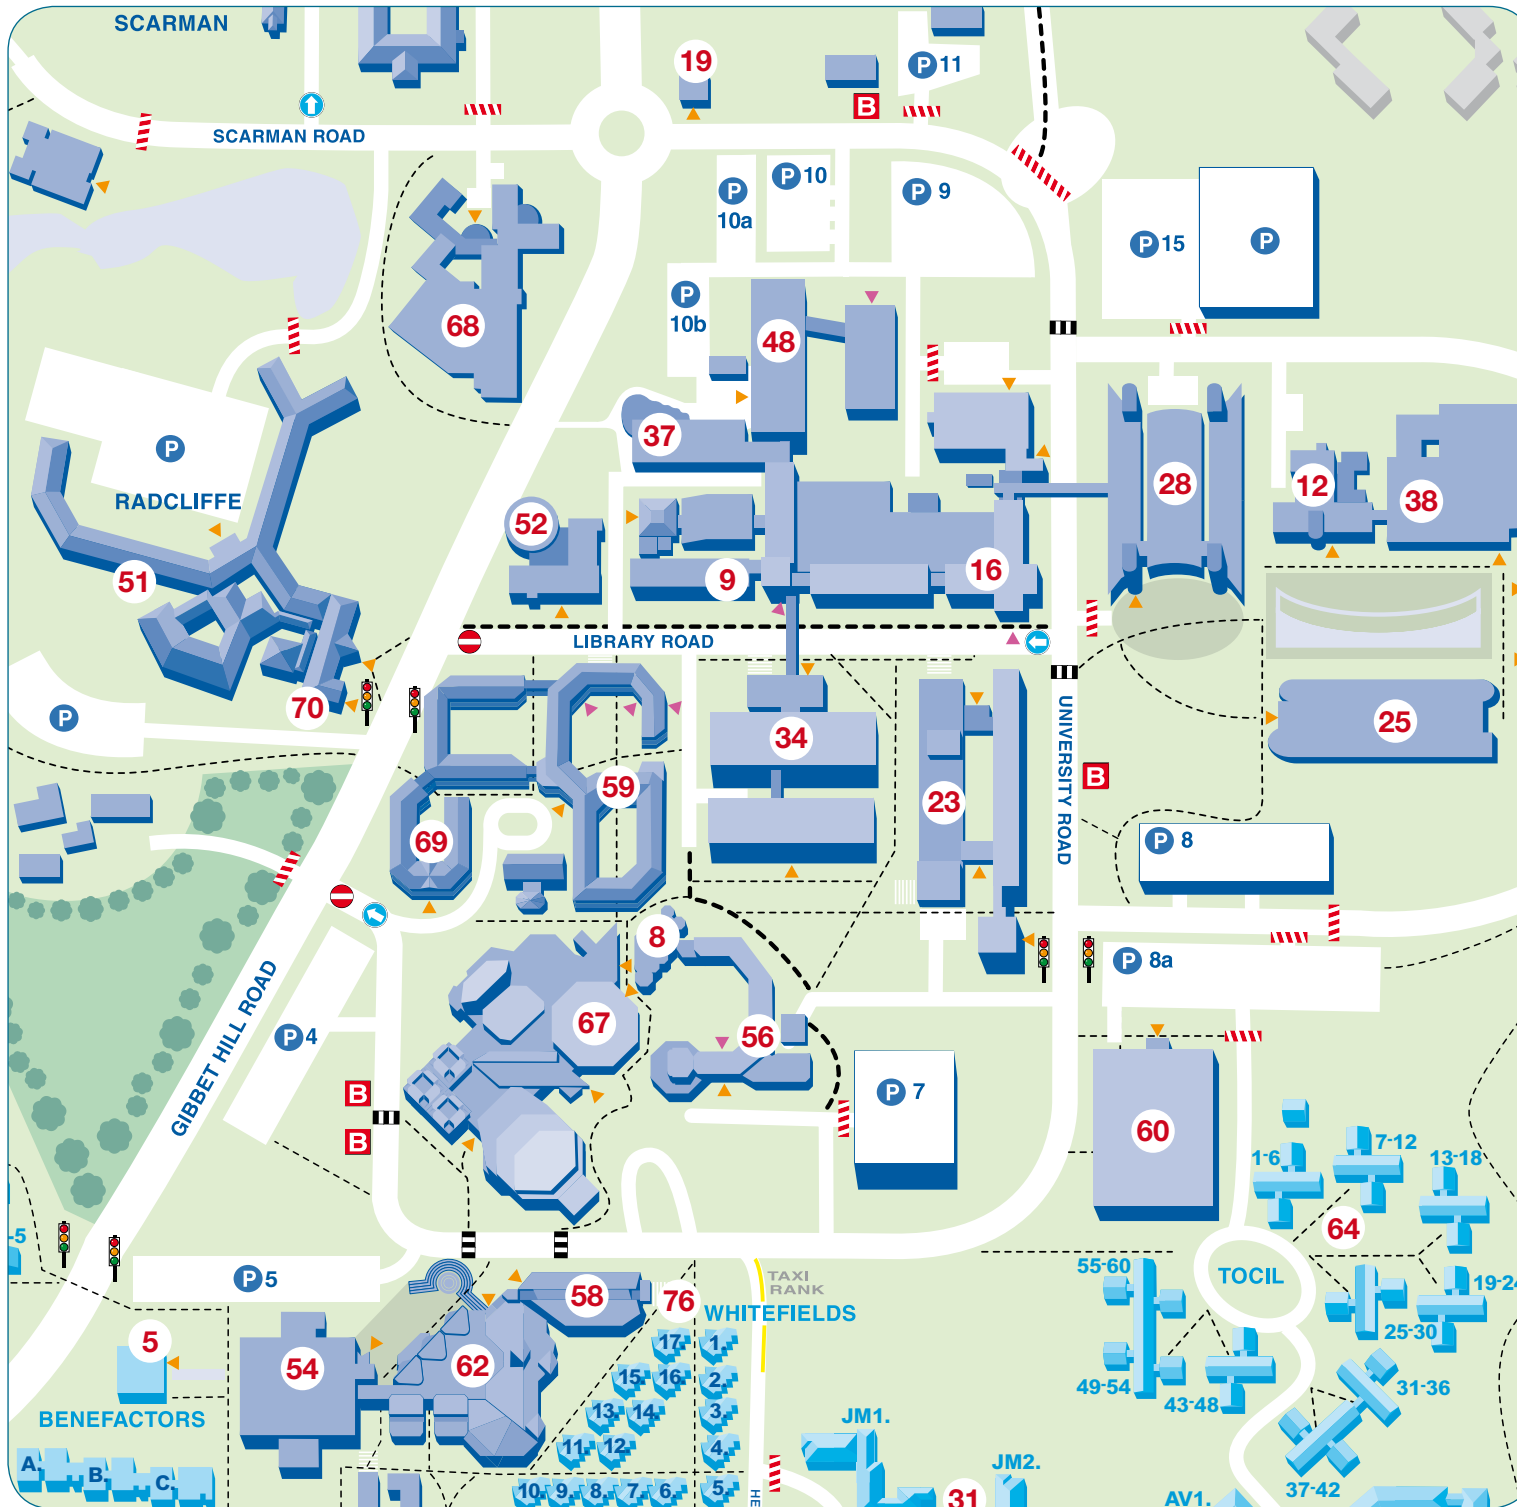 SCARMAN
19
P 11
B
SCARMAN ROAD
P 10
P
10a
P 9
P 15
P
P
10b
68
48
37
P
RADCLIFFE
28
12
38
52
51
9
16
LIBRARY ROAD
70
P
UNIVERSITY ROAD
25
34
59
23
B
69
P 8
8
P 8a
GIBBET HILL ROAD
67
56
P 4
B
P 7
B
60
1-6
7-12
13-18
64
-5
TOCIL
55-60
19-24
P 5
58
76
TAXI
RANK
WHITEFIELDS
25-30
5
54
62
17.
1.
15.
16.
2.
49-54
43-48
31-36
BENEFACTORS
13.
14.
3.
JM1.
11.
12.
4.
A.
B.
C.
JM2.
10.
9.
8.
7.
6.
5.
HE
31
AV1.
37-42